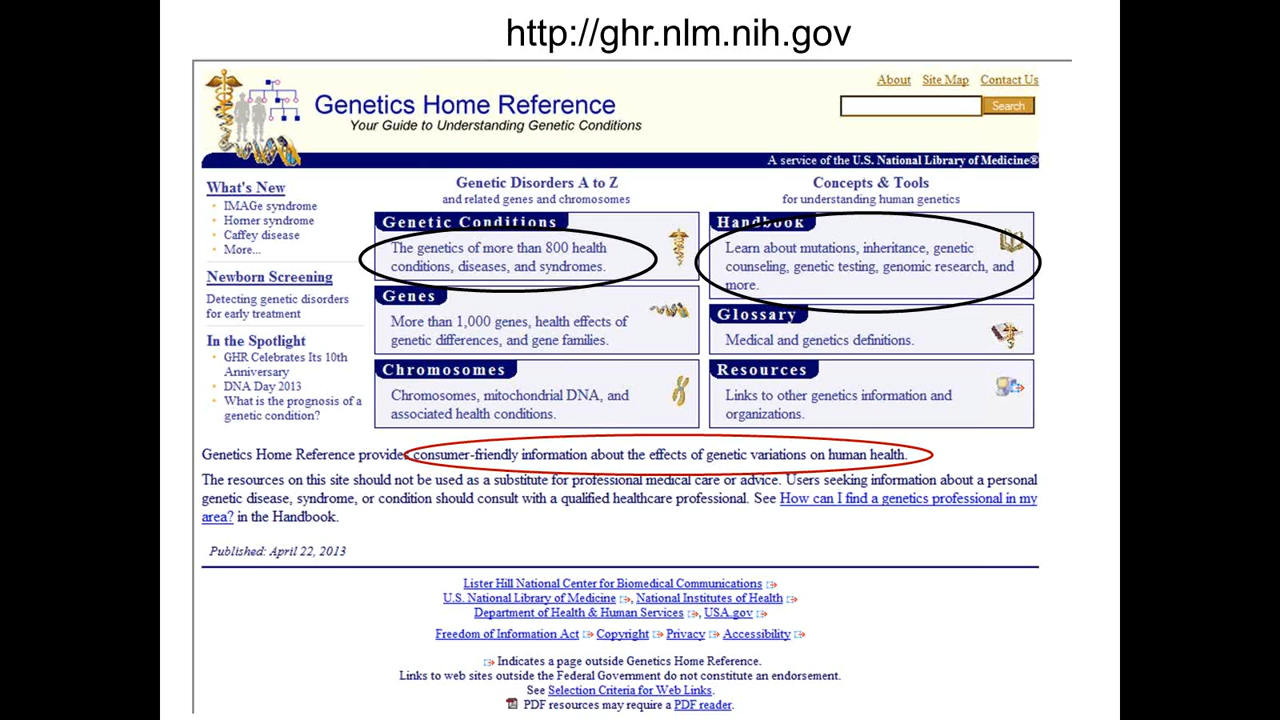 http://ghr.nlm.nih.gov
About Site Map Contact Us
Genetics Home Reference
Search
Your Guide to Understanding Genetic Conditions
A service of the U.S. National Library of Medicine®
What's New
IMAGe syndrome
Horner syndrome
Caffey disease
More...
Newborn Screening
Detecting genetic disorders
for early treatment
In the Spotlight
GHR Celebrates Its 10th
Anniversary
DNA Day 2013
What is the prognosis of a
genetic condition?
Genetic Disorders A to Z
and related genes and chromosomes
Genetic Conditions
The genetics of more than 800 health
conditions, diseases, and syndromes.
Genes
More than 1,000 genes, health effects of
genetic differences, and gene families.
Chromosomes
Chromosomes, mitochondrial DNA, and
associated health conditions.
Concepts & Tools
for understanding human genetics
Handbook
Learn about mutations, inheritance, genetic
counseling, genetic testing, genomic research, and
more.
Glossary
Medical and genetics definitions.
Resources
Links to other genetics information and
organizations.
Genetics Home Reference provides consumer-friendly information about the effects of genetic variations on human health.
The resources on this site should not be used as a substitute for professional medical care or advice. Users seeking information about a personal
genetic disease, syndrome, or condition should consult with a qualified healthcare professional. See How can I find a genetics professional in my
area? in the Handbook.
Published: April 22, 2013
Lister Hill National Center for Biomedical Communications
U.S. National Library of Medicine, National Institutes of Health
Department of Health & Human Services, USA.gov
Freedom of Information Act Copyright Privacy Accessibility
Indicates a page outside Genetics Home Reference.
Links to web sites outside the Federal Government do not constitute an endorsement.
See Selection Criteria for Web Links.
PDF resources may require a PDF reader.